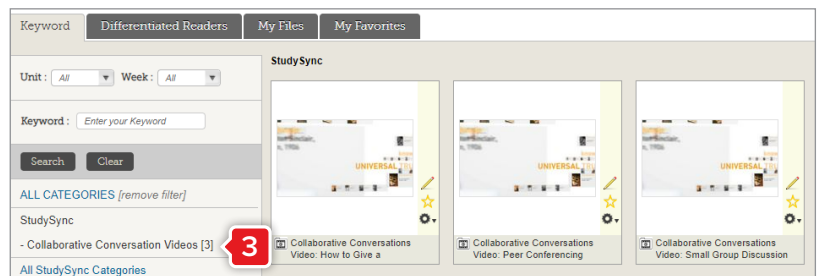 Keyword
Differentiated Readers
My Files
My Favorites
Unit : All Week : All
Keyword : Enter your Keyword
Search Clear
ALL CATEGORIES [remove filter]
StudySync
- Collaborative Conversation Videos [3]
3
All StudySync Categories
StudySync
UNIVERSAL
Collaborative Conversations
Video: How to Give a
UNIVERSAL
Collaborative Conversations
Video: Peer Conferencing
UNIVERSAL
Collaborative Conversations
Video: Small Group Discussion